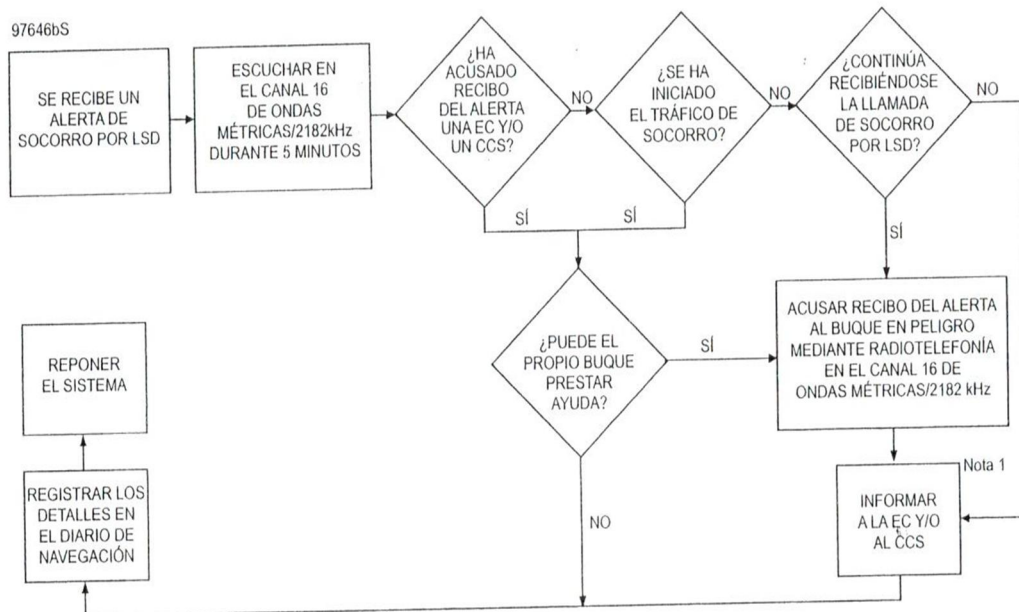 97646bS
SE RECIBE UN
ALERTA DE
SOCORRO POR LSD
ESCUCHAR EN
EL CANAL 16
DE ONDAS
MÉTRICAS/2182kHz
DURANTE 5 MINUTOS
¿HA
ACUSADO
RECIBO
DEL ALERTA
UNA EC Y/O
UN CCS?
NO
¿SE HA
INICIADO
EL TRÁFICO DE
SOCORRO?
NO
¿CONTINÚA
RECIBIÉNDOSE
LA LLAMADA
DE SOCORRO
POR LSD?
NO
SÍ
SÍ
SÍ
¿PUEDE EL
PROPIO BUQUE
PRESTAR
AYUDA?
SÍ
ACUSAR RECIBO DEL ALERTA
AL BUQUE EN PELIGRO
MEDIANTE RADIOTELEFONÍA
EN EL CANAL 16 DE
ONDAS MÉTRICAS/2182 kHz
REPONER
EL SISTEMA
Nota 1
NO
INFORMAR
A LA EC Y/O
AL CCS
REGISTRAR LOS
DETALLES EN
EL DIARIO DE
NAVEGACIÓN